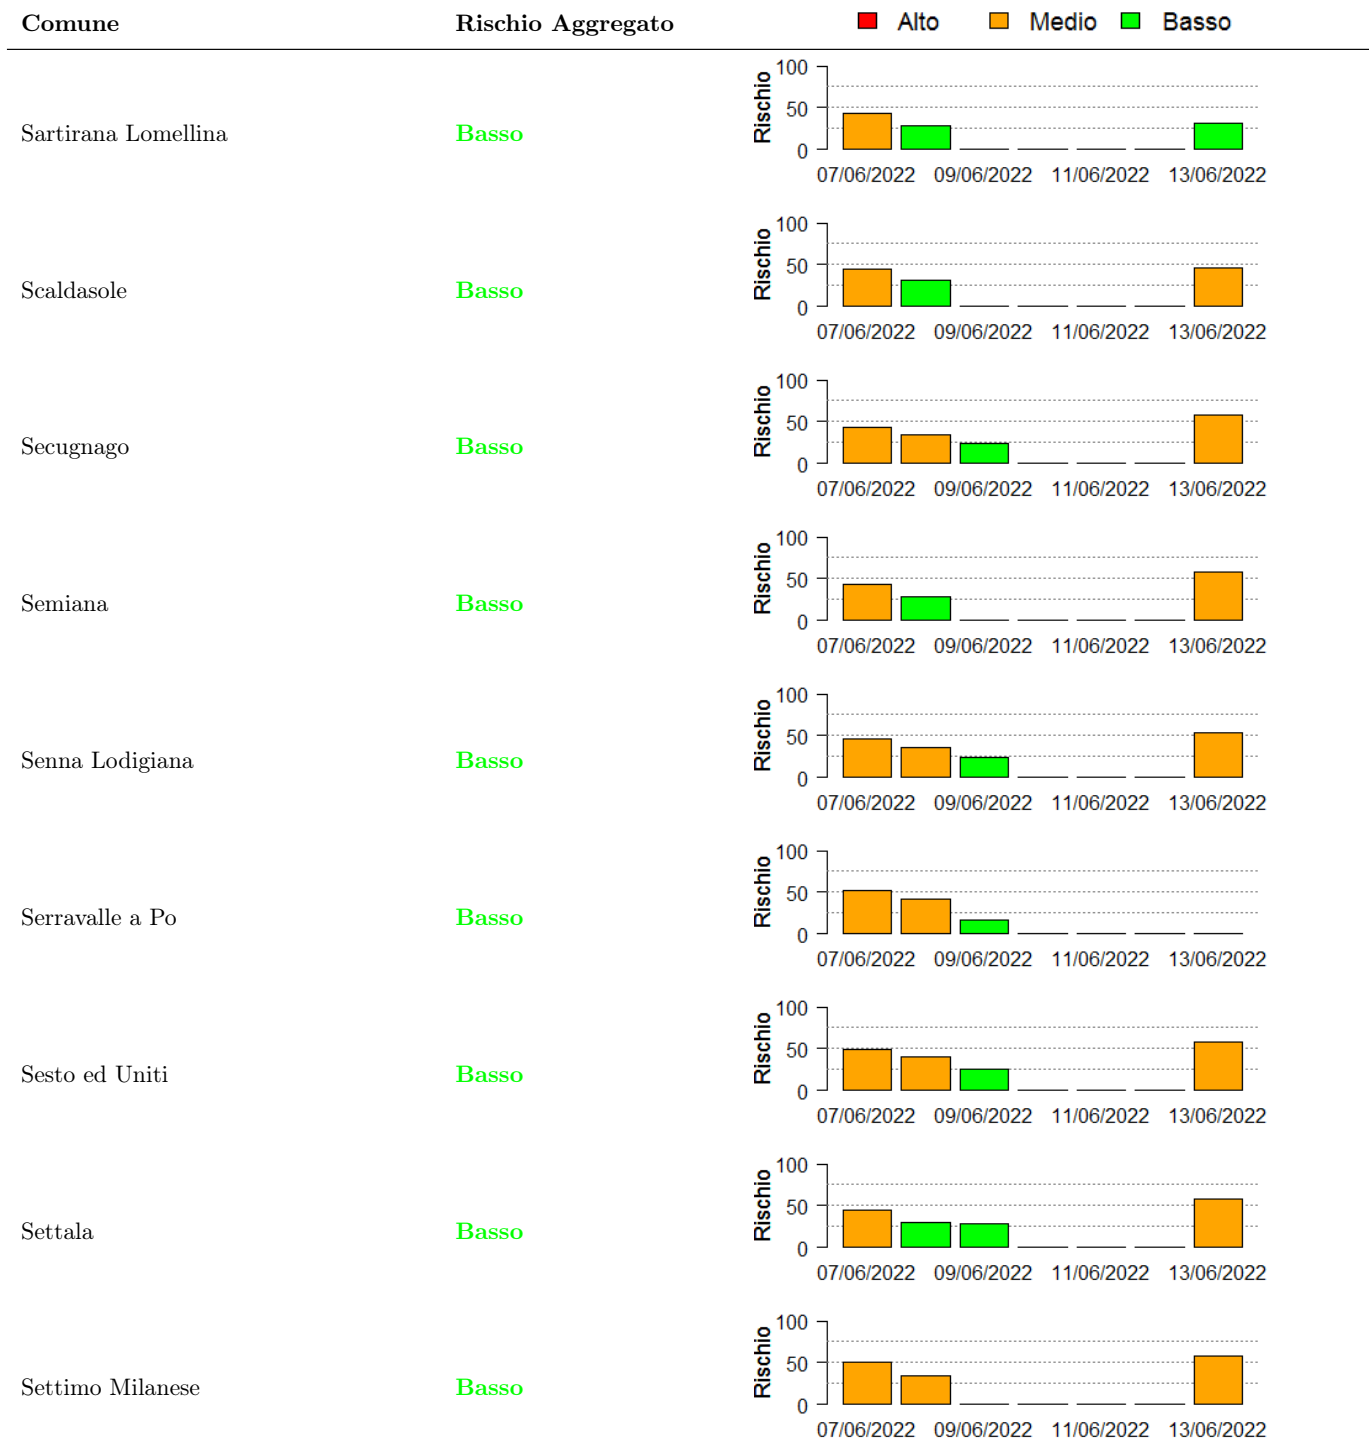 Comune Rischio Aggregato Alto Medio Basso
Sartirana Lomellina Basso
Rischio
100
50
0
07/06/2022 09/06/2022 11/06/2022 13/06/2022
Scaldasole Basso
Rischio
100
50
0
07/06/2022 09/06/2022 11/06/2022 13/06/2022
Secugnago Basso
Rischio
100
50
0
07/06/2022 09/06/2022 11/06/2022 13/06/2022
Semiana Basso
Rischio
100
50
0
07/06/2022 09/06/2022 11/06/2022 13/06/2022
Senna Lodigiana Basso
Rischio
100
50
0
07/06/2022 09/06/2022 11/06/2022 13/06/2022
Serravalle a Po Basso
Rischio
100
50
0
07/06/2022 09/06/2022 11/06/2022 13/06/2022
Sesto ed Uniti Basso
Rischio
100
50
0
07/06/2022 09/06/2022 11/06/2022 13/06/2022
Settala Basso
Rischio
100
50
0
07/06/2022 09/06/2022 11/06/2022 13/06/2022
Settimo Milanese Basso
Rischio
100
50
0
07/06/2022 09/06/2022 11/06/2022 13/06/2022